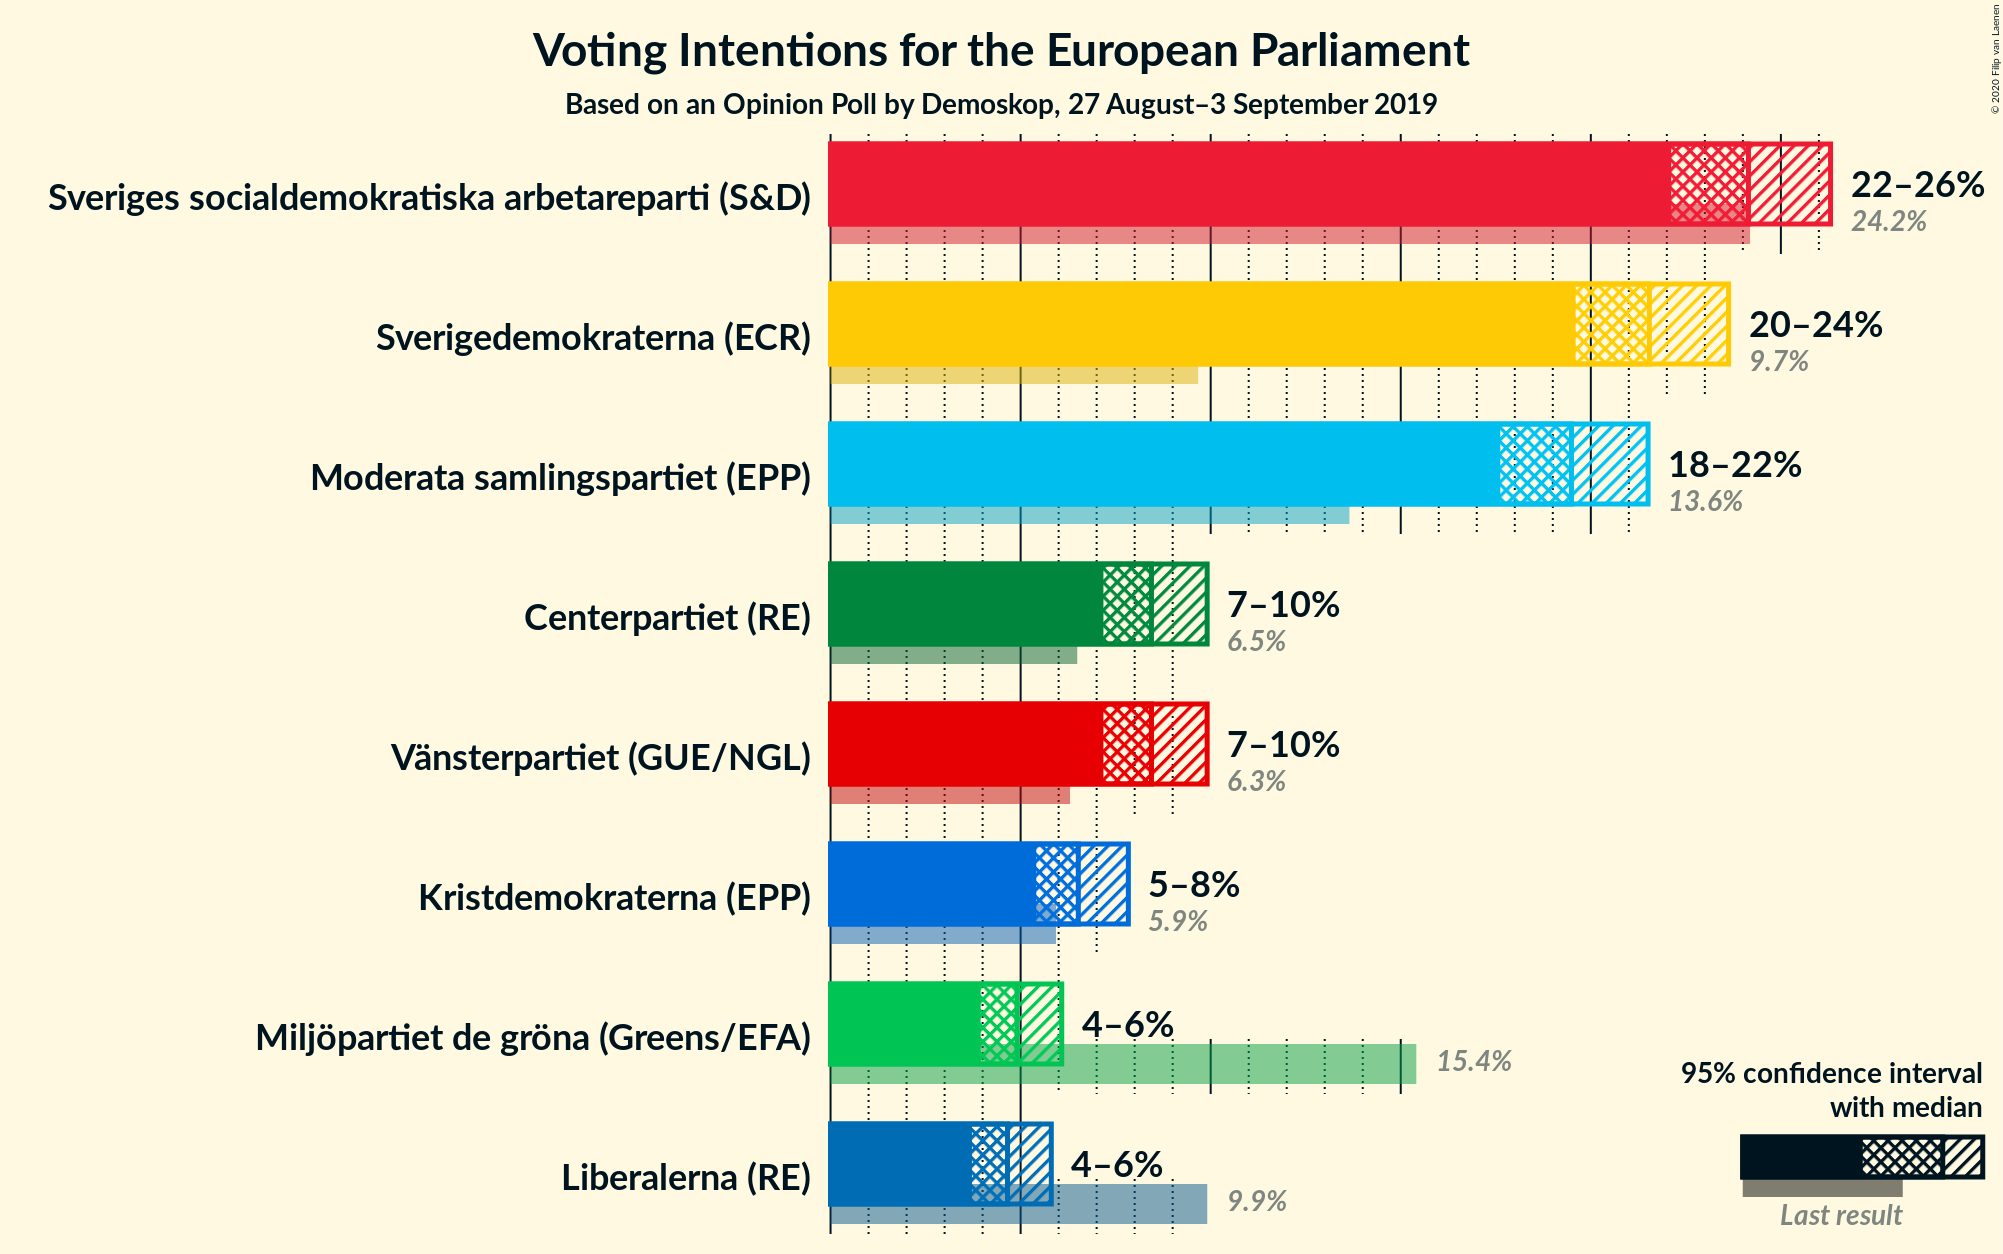 Voting Intentions for the European Parliament
Based on an Opinion Poll by Demoskop, 27 August–3 September 2019
© 2020 Filip van Laenen
Sveriges socialdemokratiska arbetareparti (S&D)
22–26%
24.2%
Sverigedemokraterna (ECR)
20–24%
9.7%
Moderata samlingspartiet (EPP)
18–22%
13.6%
Centerpartiet (RE)
7–10%
6.5%
Vänsterpartiet (GUE/NGL)
7–10%
6.3%
Kristdemokraterna (EPP)
5–8%
5.9%
Miljöpartiet de gröna (Greens/EFA)
4–6%
15.4%
Liberalerna (RE)
4–6%
9.9%
95% confidence interval
with median
Last result